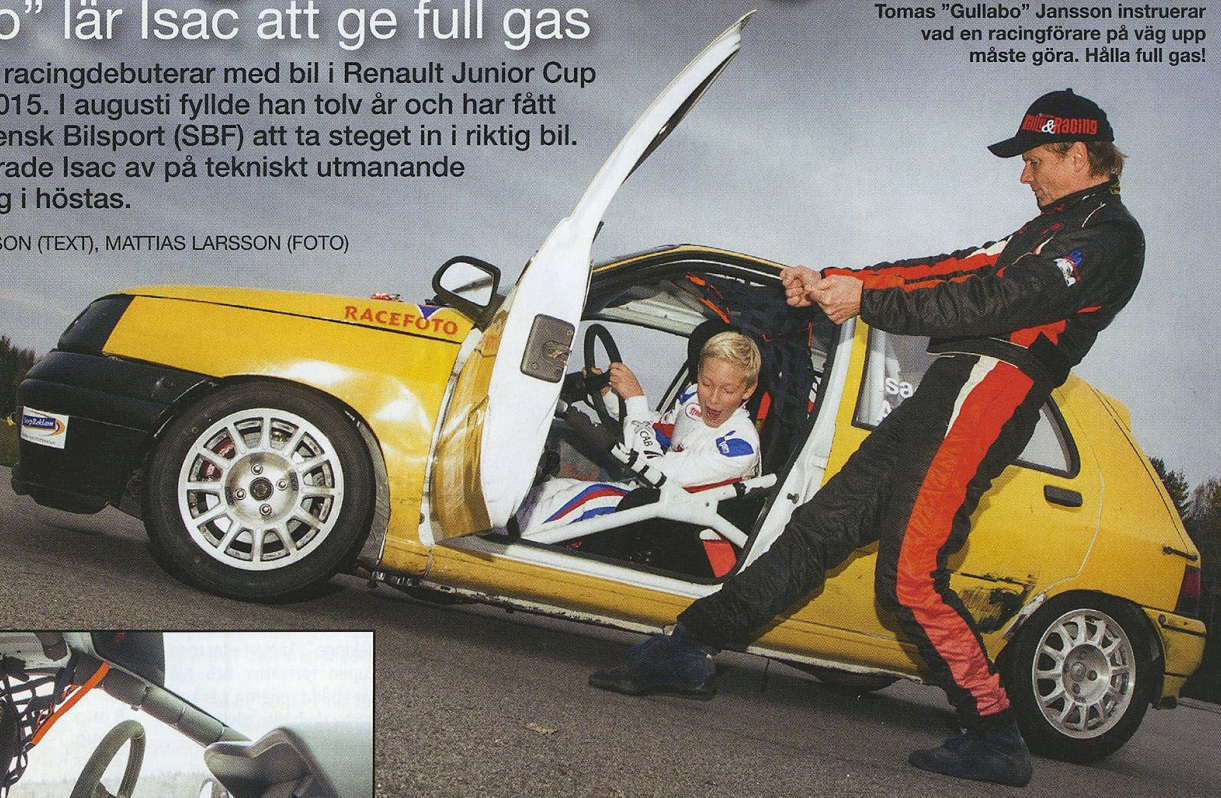 o” lär Isac att ge full gas
racingdebuterar med bil i Renault Junior Cup
015. I augusti fyllde han tolv år och har fått
ensk Bilsport (SBF) att ta steget in i riktig bil.
rade Isac av på tekniskt utmanande
g i höstas.
SON (TEXT), MATTIAS LARSSON (FOTO)
Tomas ”Gullabo” Jansson instruerar
vad en racingförare på väg upp
måste göra. Hålla full gas!
Rally&Racing
RACEFOTO
CAB
Isa
A